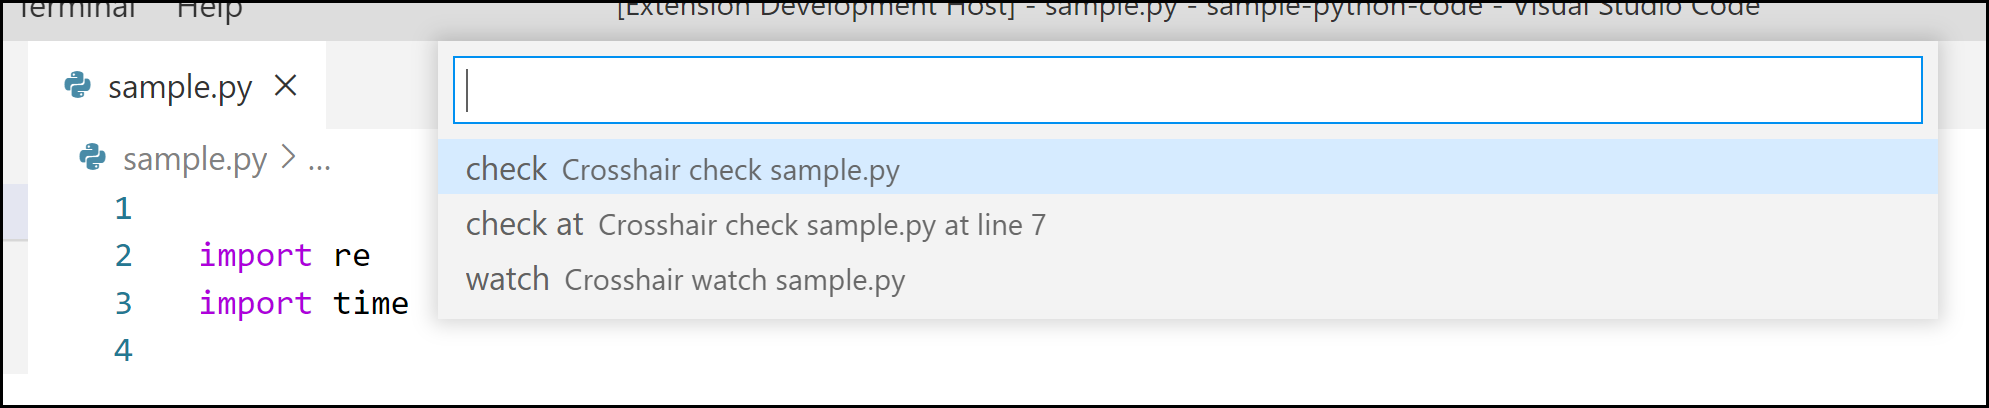 Terminal Help [Extension Development Host] - sample.py - sample-python-code - Visual Studio Code
sample.py
sample.py > ...
check Crosshair check sample.py
check at Crosshair check sample.py at line 7
watch Crosshair watch sample.py
1
2 import re
3 import time
4